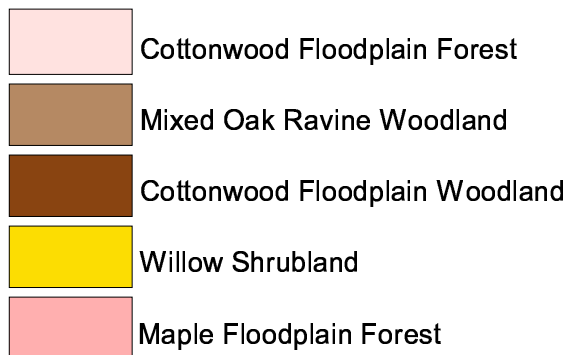 Cottonwood Floodplain Forest
Mixed Oak Ravine Woodland
Cottonwood Floodplain Woodland
Willow Shrubland
Maple Floodplain Forest